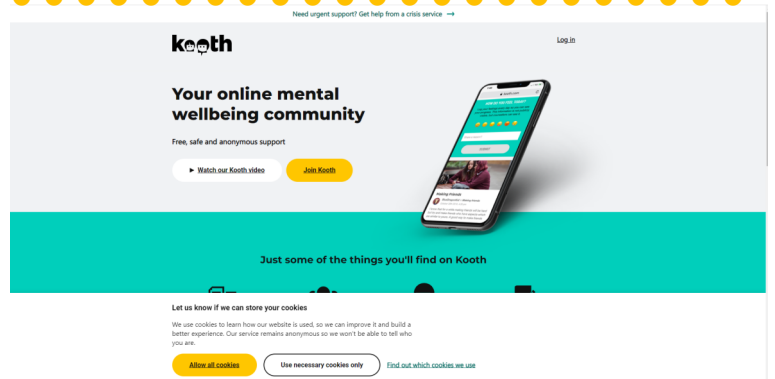 Need urgent support? Get help from a crisis service →
kooth
Log in
Your online mental
wellbeing community
Free, safe and anonymous support
► Watch our Kooth video
Join Kooth
Making Friends
Just some of the things you'll find on Kooth
Let us know if we can store your cookies
We use cookies to learn how our website is used, so we can improve it and build a
better experience. Our service remains anonymous so we won't be able to tell who
you are.
Allow all cookies
Use necessary cookies only
Find out which cookies we use